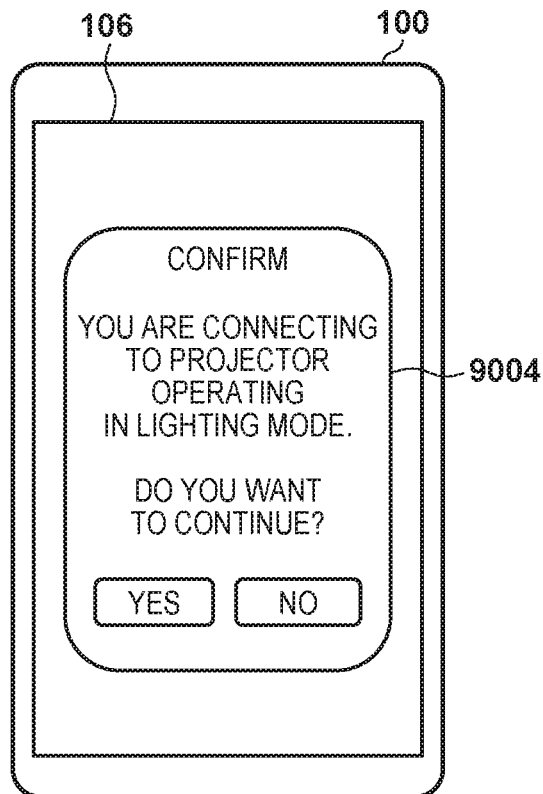 106
100
CONFIRM
YOU ARE CONNECTING
TO PROJECTOR
OPERATING
IN LIGHTING MODE.
9004
DO YOU WANT
TO CONTINUE?
YES NO